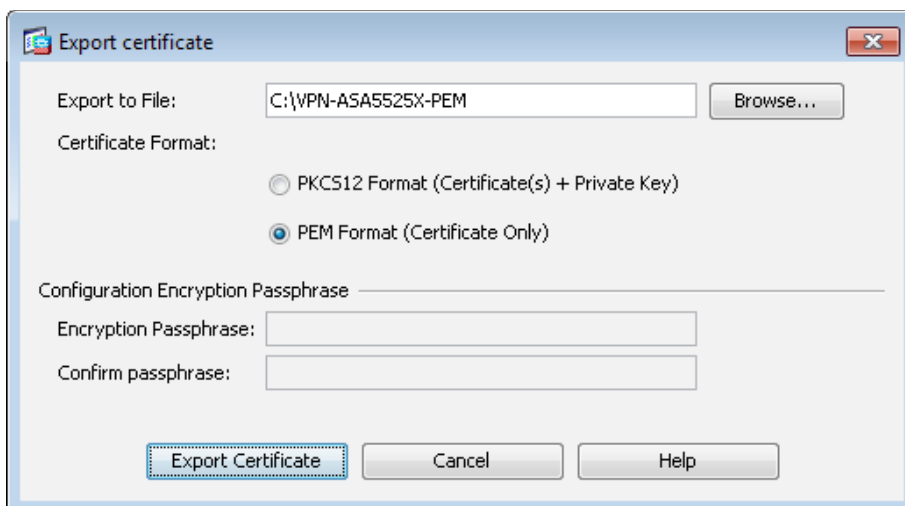 Export certificate
Export to File: C:\VPN-ASA5525X-PEM Browse...
Certificate Format:
PKCS12 Format (Certificate(s) + Private Key)
PEM Format (Certificate Only)
Configuration Encryption Passphrase
Encryption Passphrase:
Confirm passphrase:
Export Certificate Cancel Help